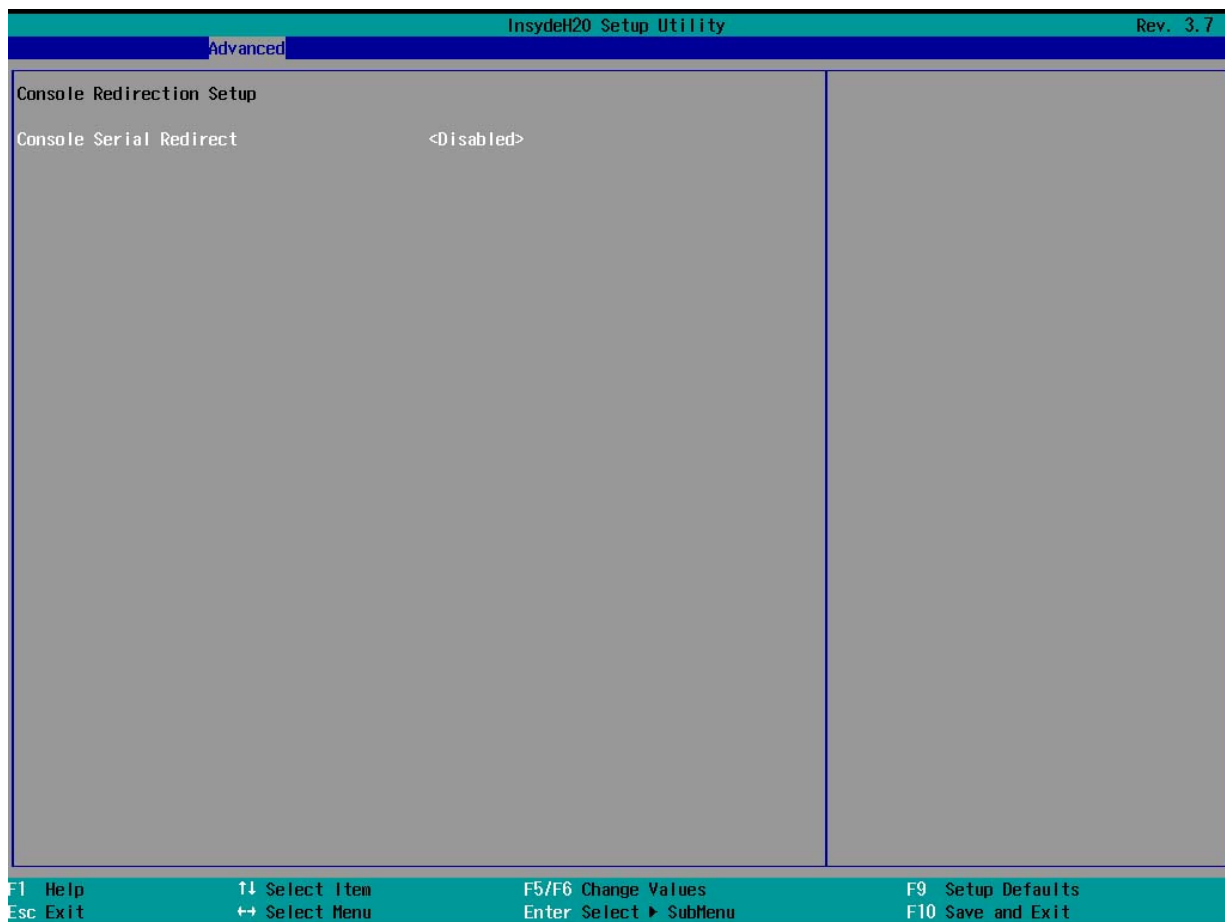 InsydeH20 Setup Utility Rev. 3.7
Advanced
Console Redirection Setup
Console Serial Redirect <Disabled>
F1 Help ↑↓ Select Item F5/F6 Change Values F9 Setup Defaults
Esc Exit ↔ Select Menu Enter Select ▶ SubMenu F10 Save and Exit